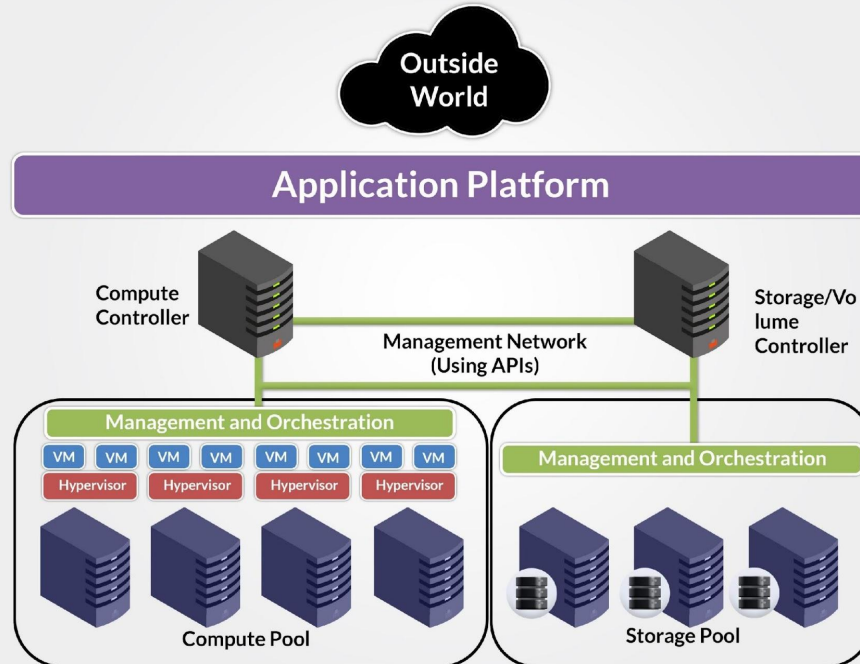 Outside
World
Application Platform
Compute
Controller
Storage/Vo
lume
Controller
Management Network
(Using APIs)
Management and Orchestration
VM VM VM VM VM VM VM VM
Hypervisor Hypervisor Hypervisor Hypervisor
Management and Orchestration
Compute Pool
Storage Pool